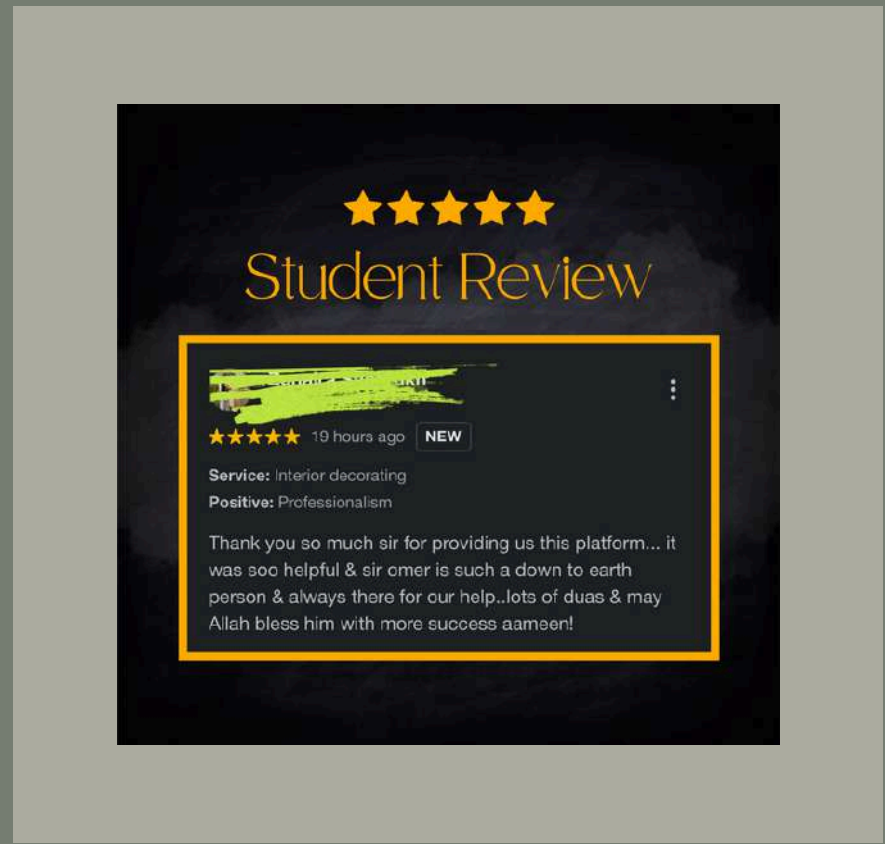 Student Review
19 hours ago NEW
Service: Interior decorating
Positive: Professionalism
Thank you so much sir for providing us this platform... it
was soo helpful & sir omer is such a down to earth
person & always there for our help..lots of duas & may
Allah bless him with more success aameen!